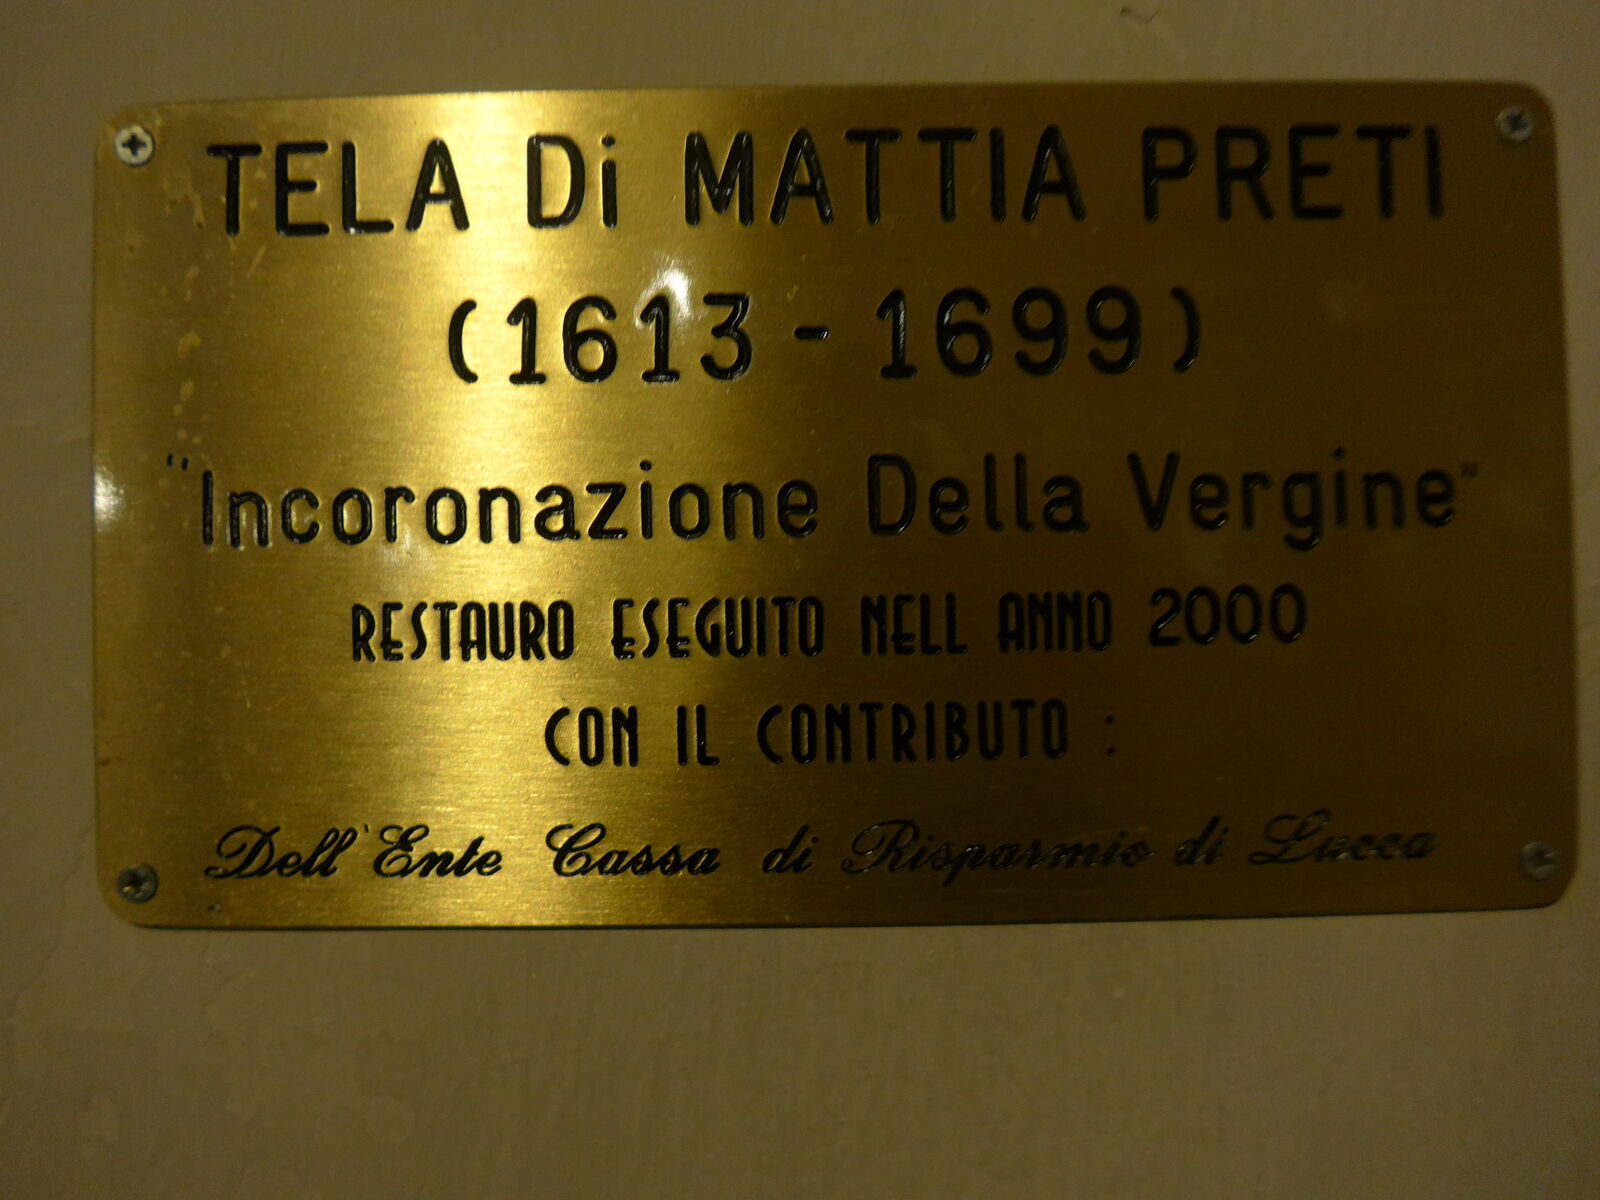 TELA Di MATTIA PRETI
(1613 - 1699)
"Incoronazione Della Vergine"
RESTAURO ESEGUITO NELL ANNO 2000
CON IL CONTRIBUTO :
Dell'Ente Cassa di Risparmio di Lucca